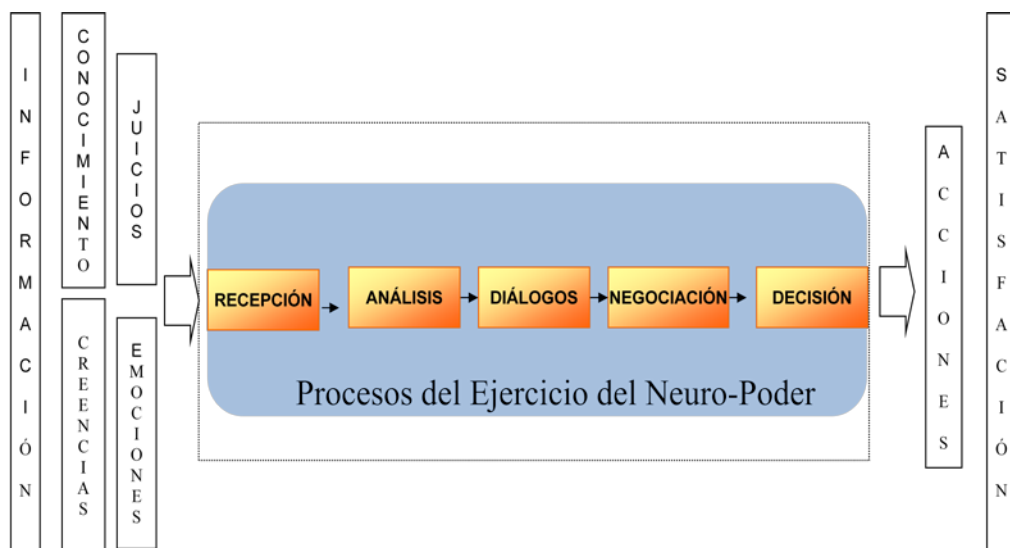 INFORMACIÓN
CONOCIMIENTO
CREENCIAS
JUICIOS
EMOCIONES
RECEPCIÓN
ANÁLISIS
DIÁLOGOS
NEGOCIACIÓN
DECISIÓN
Procesos del Ejercicio del Neuro-Poder
ACCIONES
SATISFACIÓN